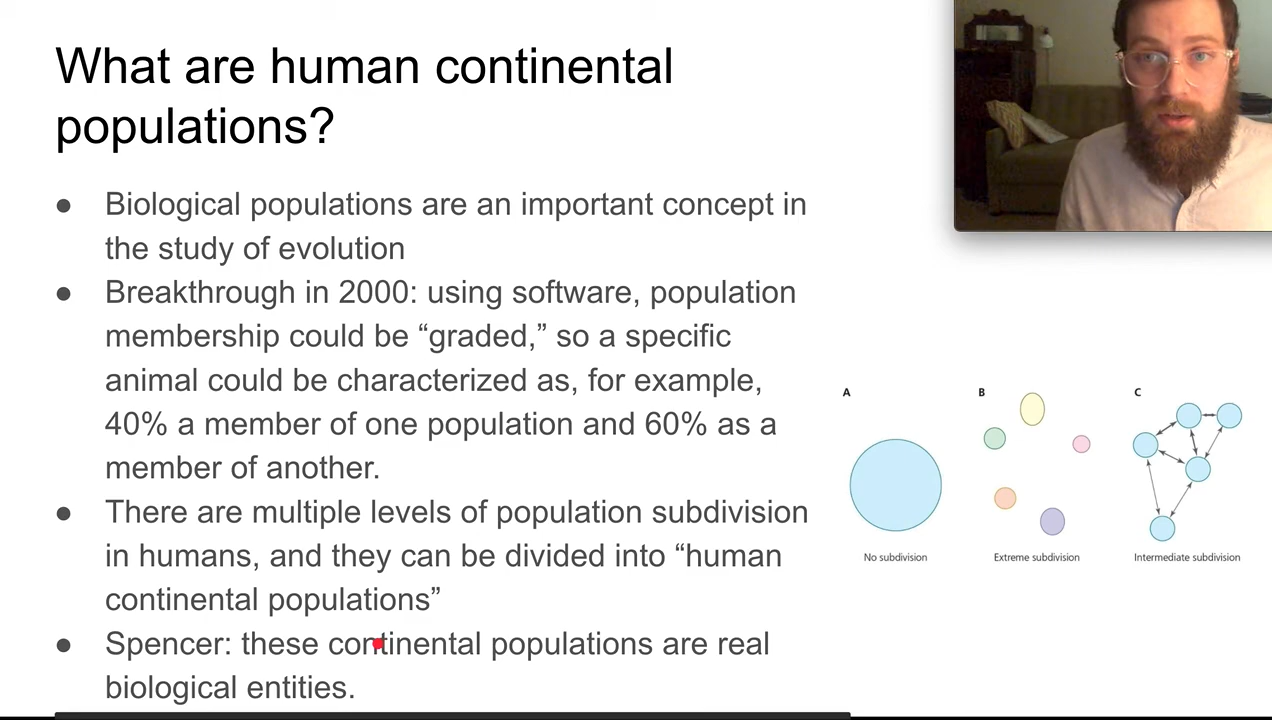 What are human continental
populations?
● Biological populations are an important concept in
the study of evolution
● Breakthrough in 2000: using software, population
membership could be “graded,” so a specific
animal could be characterized as, for example,
40% a member of one population and 60% as a
member of another.
● There are multiple levels of population subdivision
in humans, and they can be divided into “human
continental populations”
● Spencer: these continental populations are real
biological entities.
A
B
C
No subdivision
Extreme subdivision
Intermediate subdivision